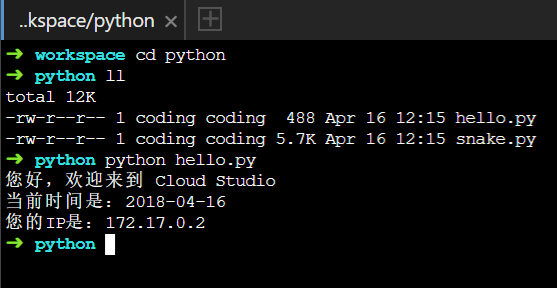 ..kspace/python ×
➜ workspace cd python
➜ python ll
total 12K
-rw-r--r-- 1 coding coding  488 Apr 16 12:15 hello.py
-rw-r--r-- 1 coding coding 5.7K Apr 16 12:15 snake.py
➜ python python hello.py
您好，欢迎来到 Cloud Studio
当前时间是：2018-04-16
您的IP是：172.17.0.2
➜ python